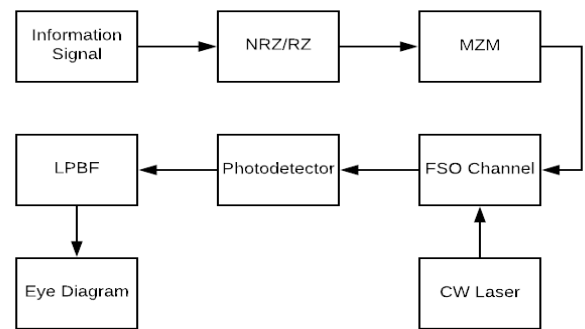 Information
Signal
NRZ/RZ
MZM
LPBF
Photodetector
FSO Channel
Eye Diagram
CW Laser